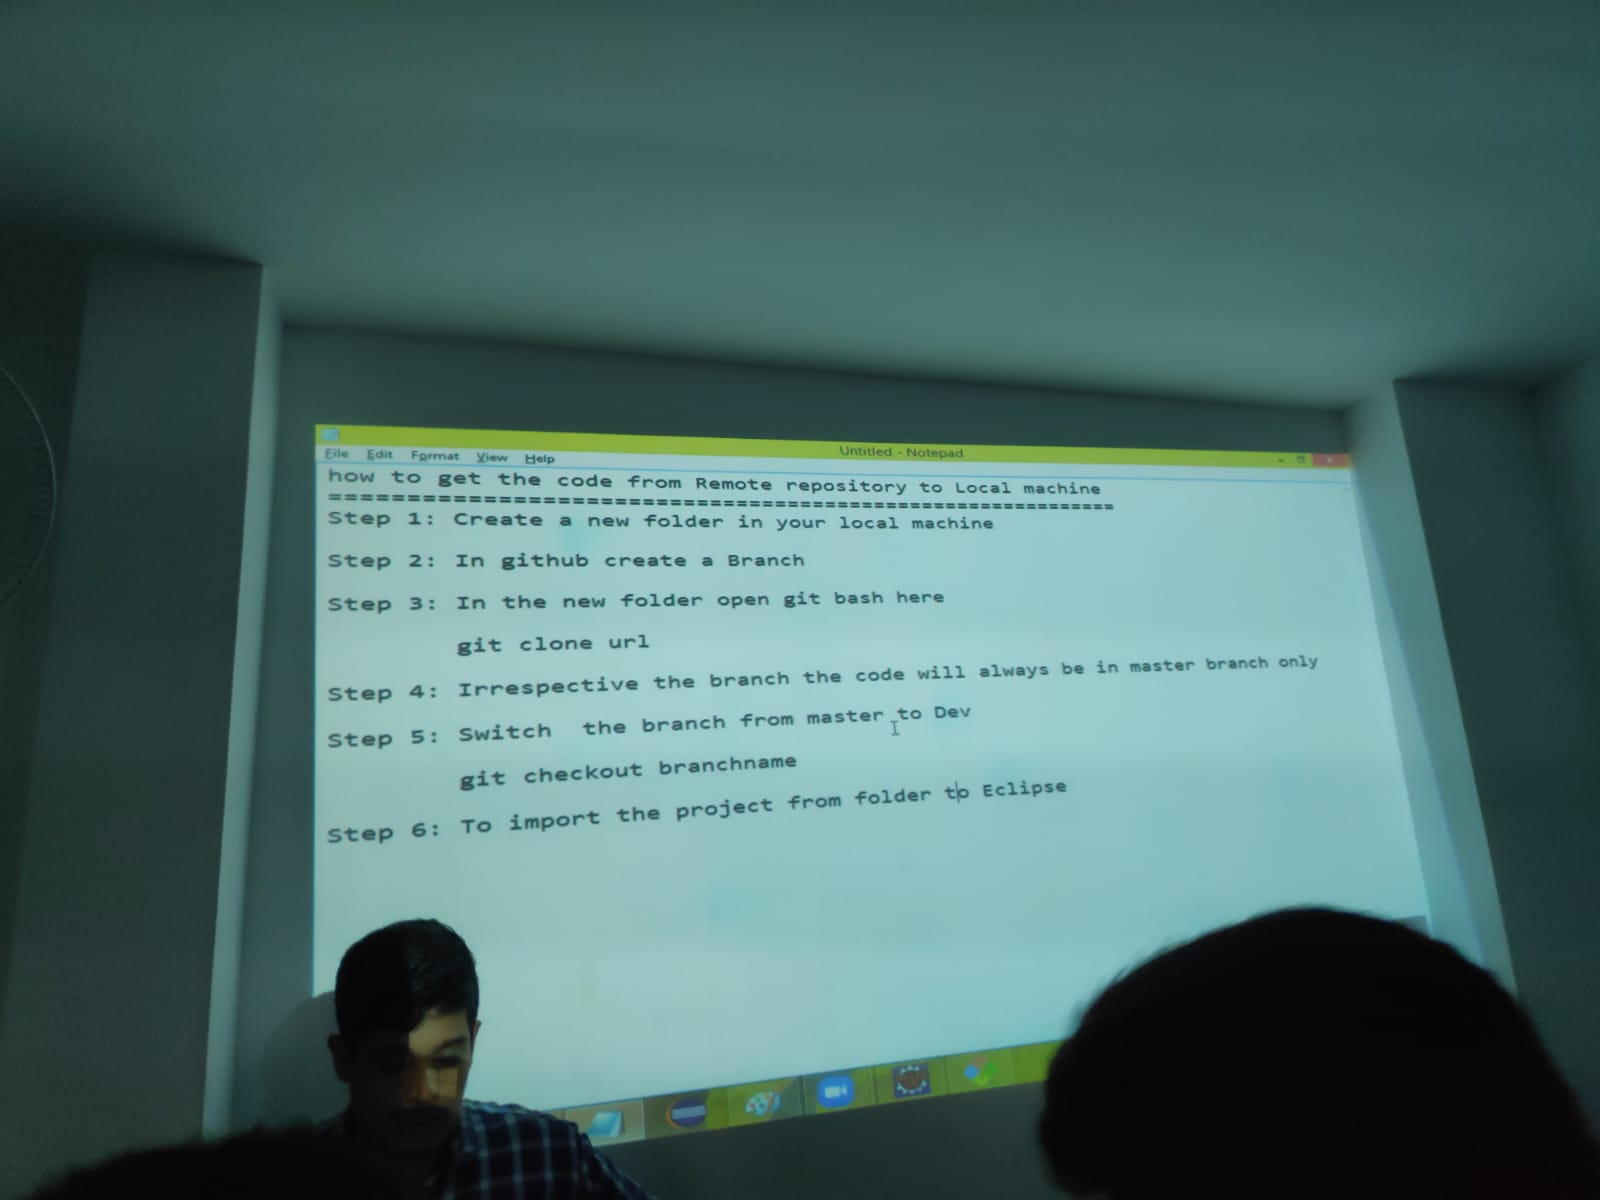 Untitled - Notepad
File Edit Format View Help
how to get the code from Remote repository to Local machine
==========================================================================
Step 1: Create a new folder in your local machine
Step 2: In github create a Branch
Step 3: In the new folder open git bash here
git clone url
Step 4: Irrespective the branch the code will always be in master branch only
Step 5: Switch  the branch from master to Dev
git checkout branchname
Step 6: To import the project from folder to Eclipse